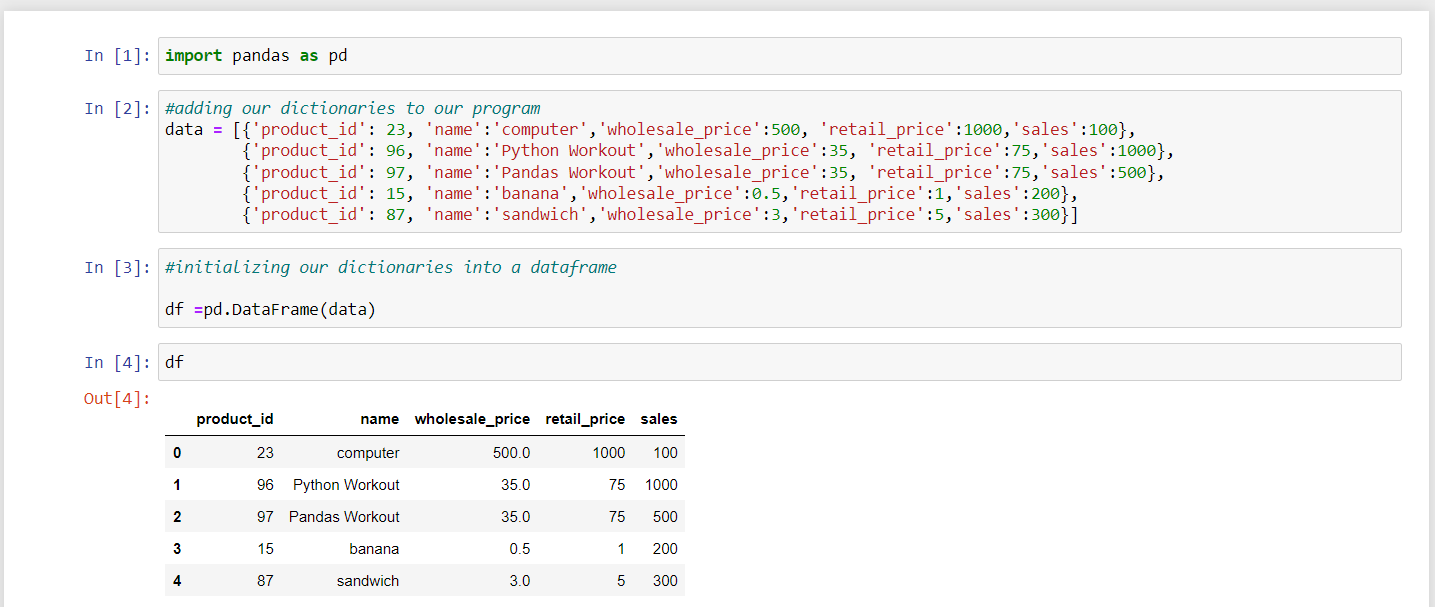 In [1]: import pandas as pd
In [2]: #adding our dictionaries to our program
data = [{'product_id': 23, 'name':'computer','wholesale_price':500, 'retail_price':1000,'sales':100},
{'product_id': 96, 'name':'Python Workout','wholesale_price':35, 'retail_price':75,'sales':1000},
{'product_id': 97, 'name':'Pandas Workout','wholesale_price':35, 'retail_price':75,'sales':500},
{'product_id': 15, 'name':'banana','wholesale_price':0.5,'retail_price':1,'sales':200},
{'product_id': 87, 'name':'sandwich','wholesale_price':3,'retail_price':5,'sales':300}]
In [3]: #initializing our dictionaries into a dataframe
df =pd.DataFrame(data)
In [4]: df
Out[4]:
product_id name wholesale_price retail_price sales
0 23 computer 500.0 1000 100
1 96 Python Workout 35.0 75 1000
2 97 Pandas Workout 35.0 75 500
3 15 banana 0.5 1 200
4 87 sandwich 3.0 5 300